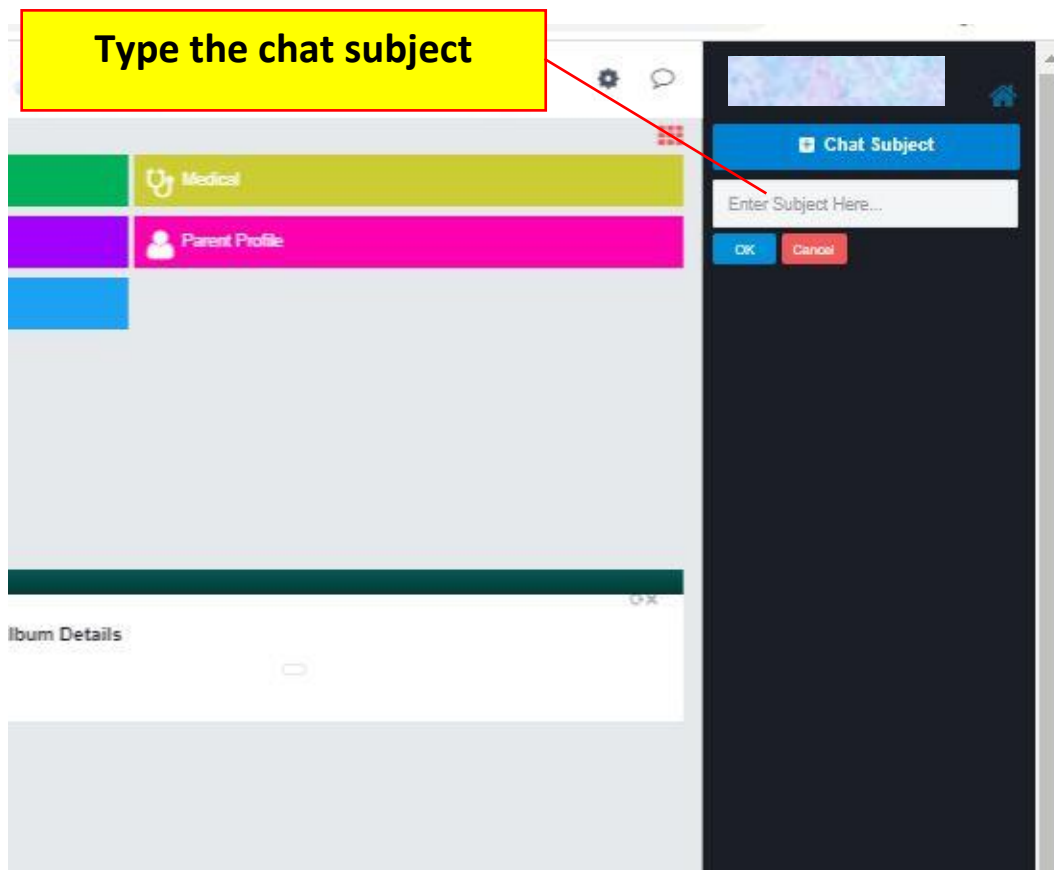 Type the chat subject
Chat Subject
Medical
Enter Subject Here...
Parent Profile
OK Cancel
lbum Details